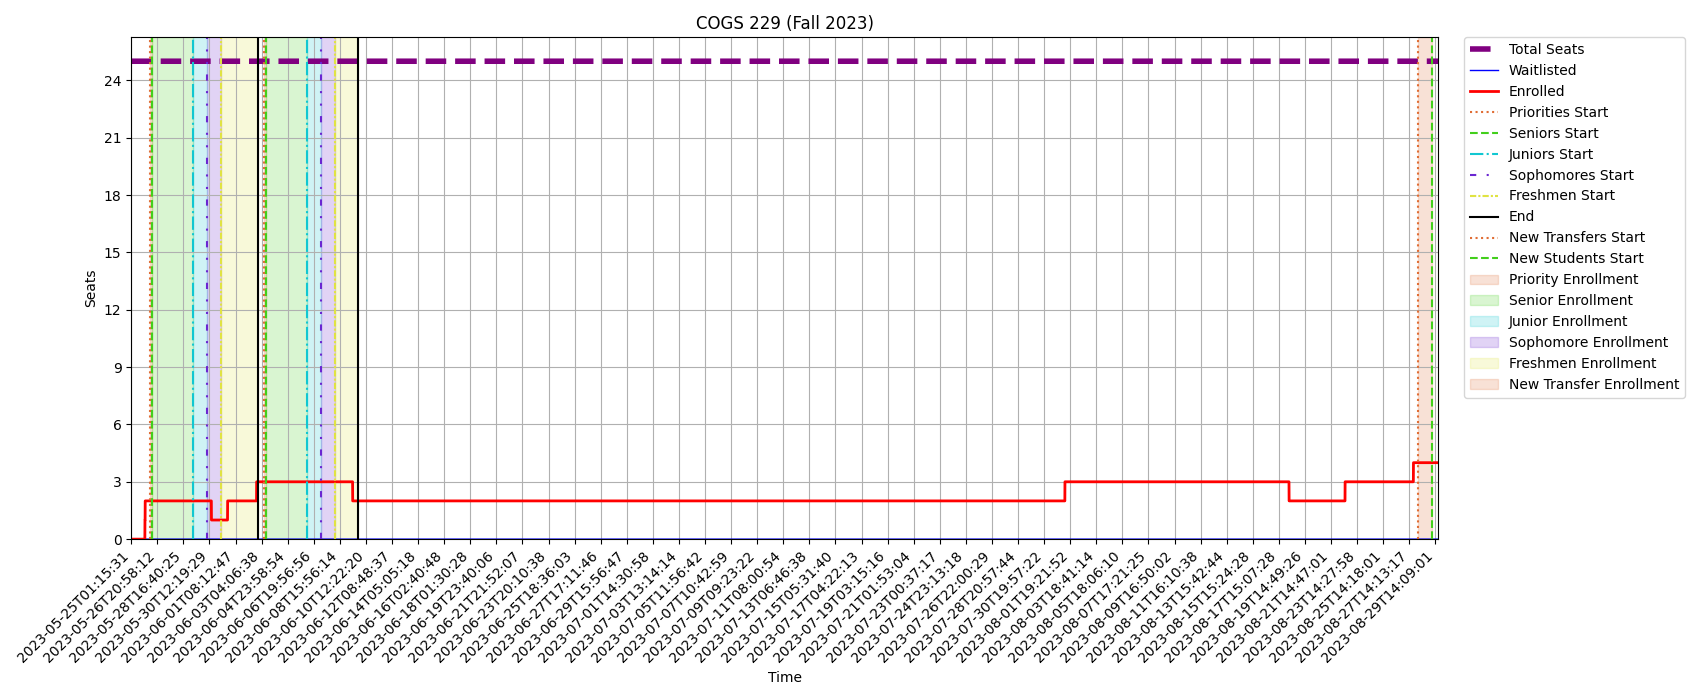 COGS 229 (Fall 2023)
Total Seats
Waitlisted
Enrolled
Priorities Start
Seniors Start
Juniors Start
Sophomores Start
Freshmen Start
End
New Transfers Start
New Students Start
Priority Enrollment
Senior Enrollment
Junior Enrollment
Sophomore Enrollment
Freshmen Enrollment
New Transfer Enrollment
Seats
24
21
18
15
12
9
6
3
0
2023-05-25T01:15:31
2023-05-26T20:58:12
2023-05-28T16:40:25
2023-05-30T12:19:29
2023-06-01T08:12:47
2023-06-03T04:06:38
2023-06-04T23:58:54
2023-06-06T19:56:56
2023-06-08T15:56:14
2023-06-10T12:22:20
2023-06-12T08:48:37
2023-06-14T05:05:18
2023-06-16T02:40:48
2023-06-18T01:30:28
2023-06-19T23:40:06
2023-06-21T21:52:07
2023-06-23T20:10:38
2023-06-25T18:36:03
2023-06-27T17:11:46
2023-06-29T15:56:47
2023-07-01T14:30:58
2023-07-03T13:14:14
2023-07-05T11:56:42
2023-07-07T10:42:59
2023-07-09T09:23:22
2023-07-11T08:00:54
2023-07-13T06:46:38
2023-07-15T05:31:40
2023-07-17T04:22:13
2023-07-19T03:15:16
2023-07-21T01:53:04
2023-07-23T00:37:17
2023-07-24T23:13:18
2023-07-26T22:00:29
2023-07-28T20:57:44
2023-07-30T19:57:22
2023-08-01T19:21:52
2023-08-03T18:41:14
2023-08-05T18:06:10
2023-08-07T17:21:25
2023-08-09T16:50:02
2023-08-11T16:10:38
2023-08-13T15:42:44
2023-08-15T15:24:28
2023-08-17T15:07:28
2023-08-19T14:49:26
2023-08-21T14:47:01
2023-08-23T14:27:58
2023-08-25T14:18:01
2023-08-27T14:13:17
2023-08-29T14:09:01
Time